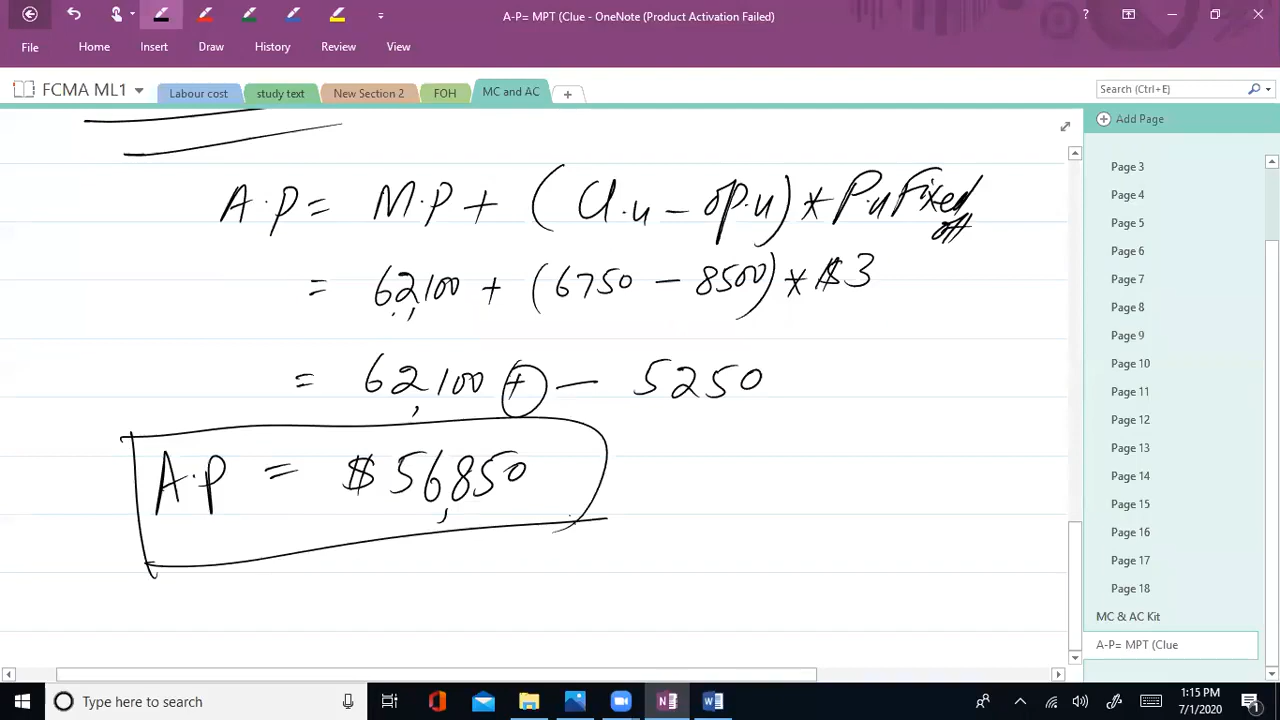 A-P= MPT (Clue - OneNote (Product Activation Failed)
File Home Insert Draw History Review View
FCMA ML1 Labour cost study text New Section 2 FOH MC and AC
Search (Ctrl+E)
Add Page
A.P = M.P + (Cl.u - op.u) * P.u Fixed
= 62,100 + (6750 - 8500) * $3
= 62,100 + - 5250
A.P = $56,850
Page 3
Page 4
Page 5
Page 6
Page 7
Page 8
Page 9
Page 10
Page 11
Page 12
Page 13
Page 14
Page 15
Page 16
Page 17
Page 18
MC & AC Kit
A-P= MPT (Clue
Type here to search
1:15 PM
7/1/2020
1